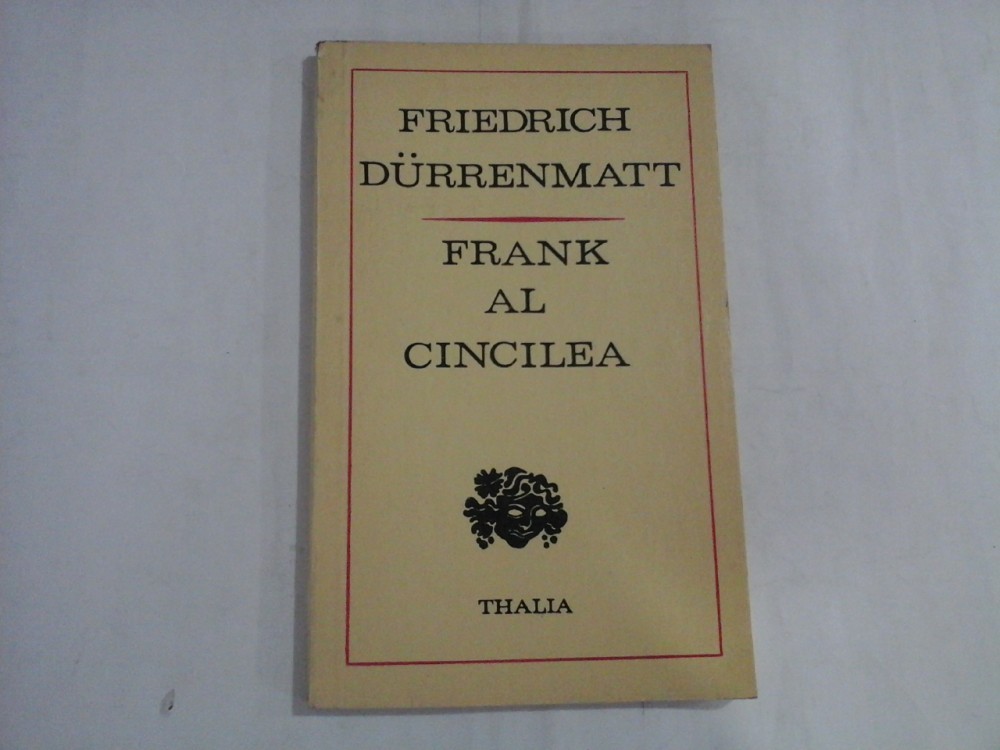 FRIEDRICH
DÜRRENMATT
FRANK
AL
CINCILEA
THALIA